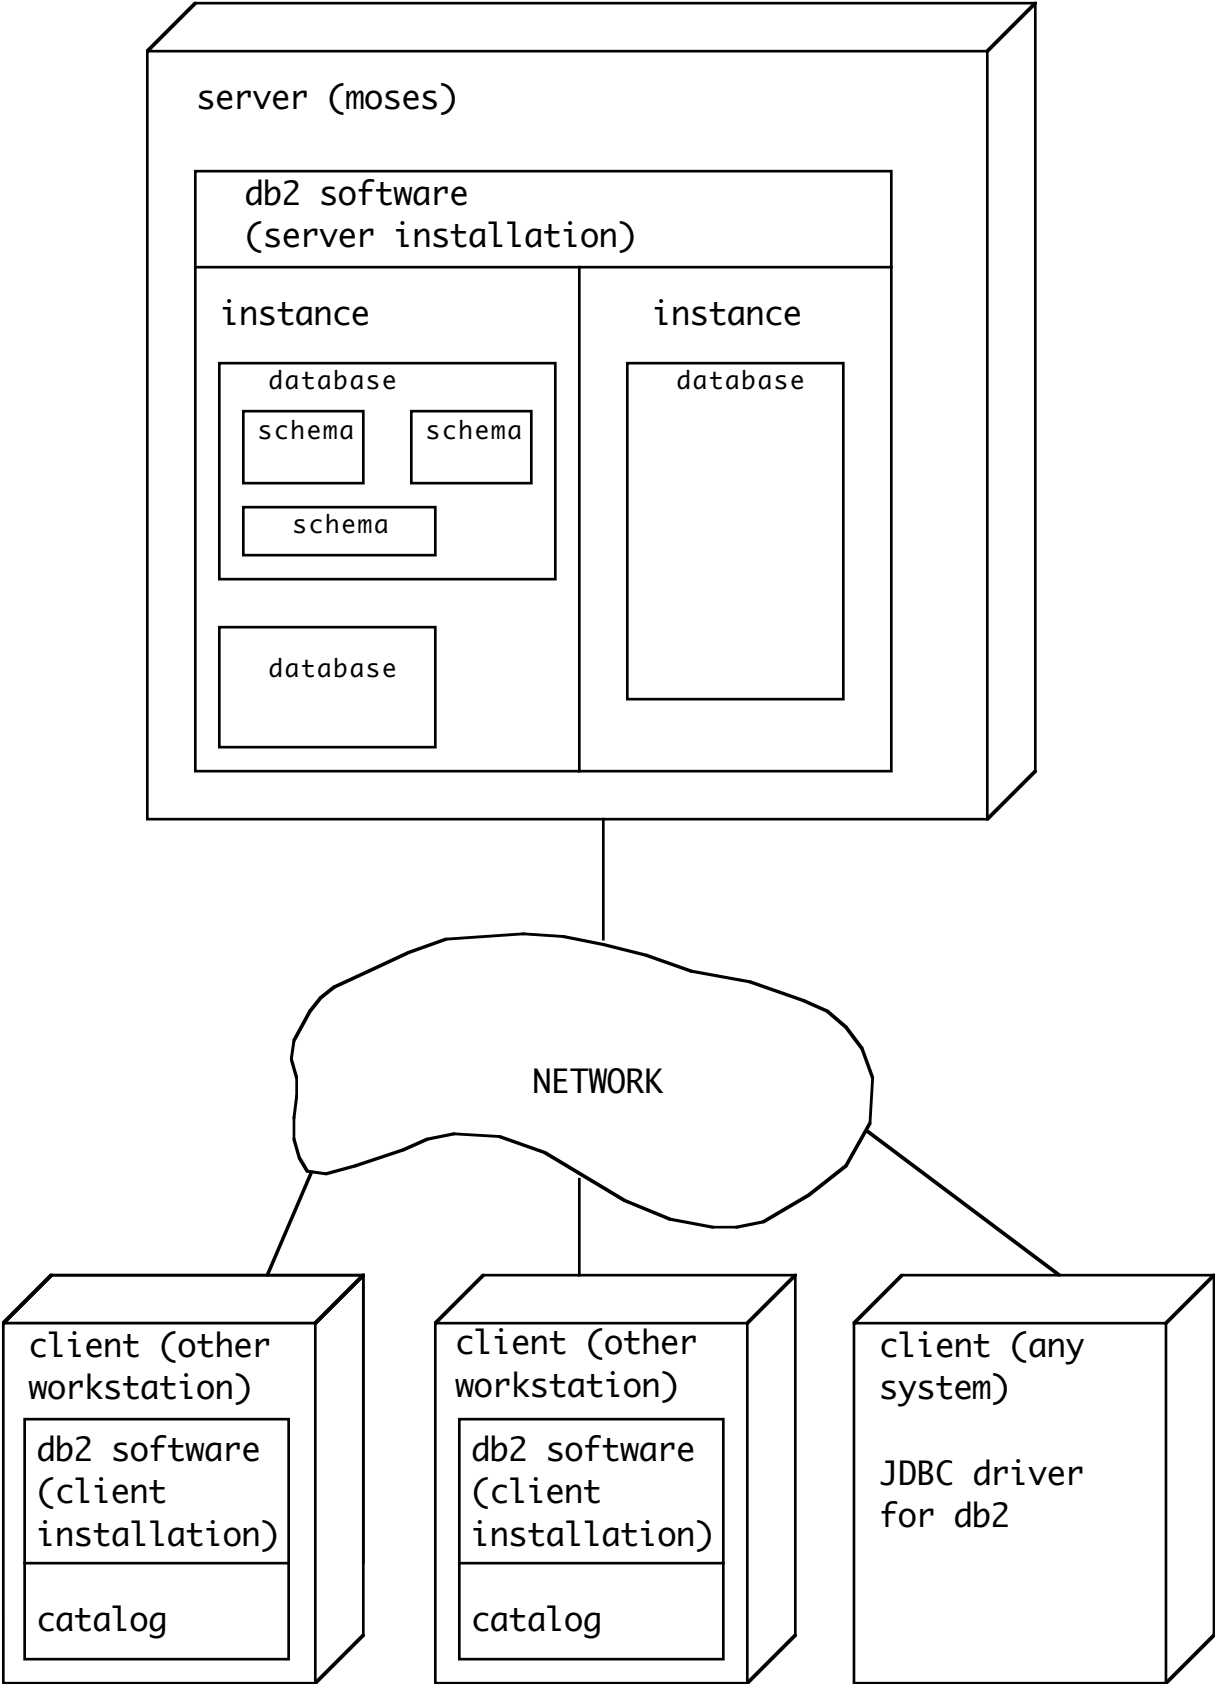 server (moses)
db2 software
(server installation)
instance
database
schema
schema
schema
database
instance
database
NETWORK
client (other
workstation)
db2 software
(client
installation)
catalog
client (other
workstation)
db2 software
(client
installation)
catalog
client (any
system)
JDBC driver
for db2